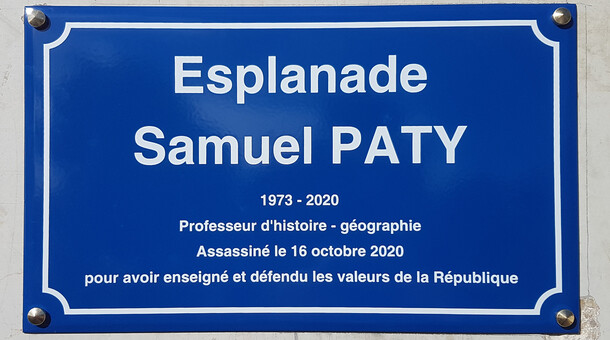 Esplanade
Samuel PATY
1973 - 2020
Professeur d'histoire - géographie
Assassiné le 16 octobre 2020
pour avoir enseigné et défendu les valeurs de la République